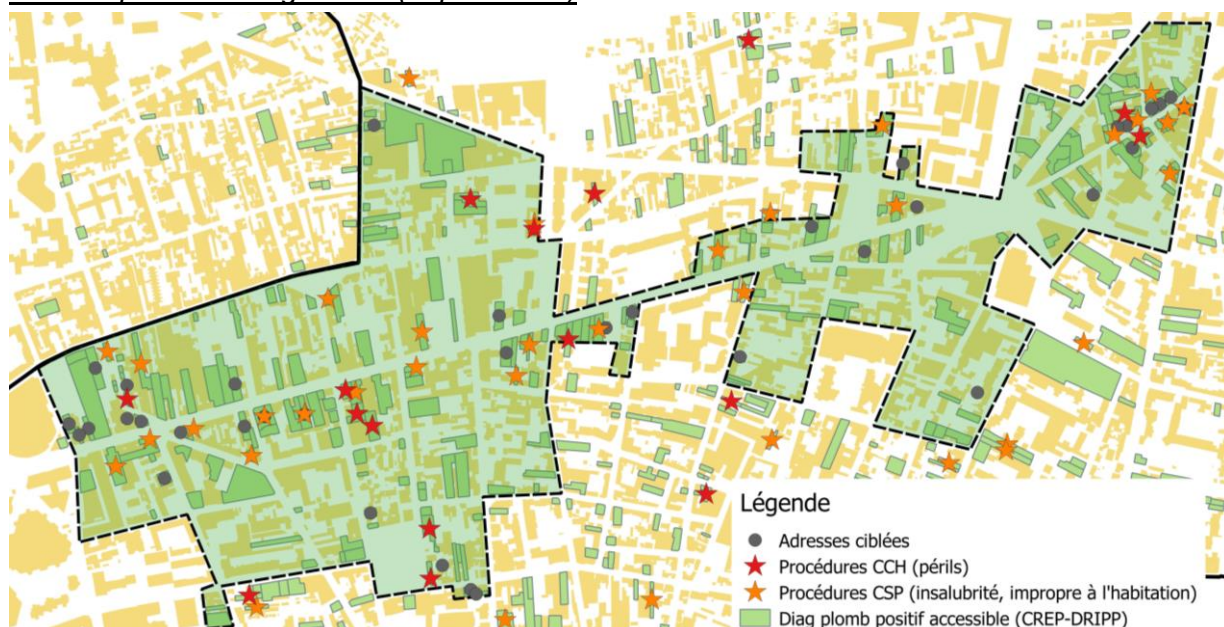 Légende
Adresses ciblées
Procédures CCH (périls)
Procédures CSP (insalubrité, impropre à l'habitation)
Diag plomb positif accessible (CREP-DRIPP)